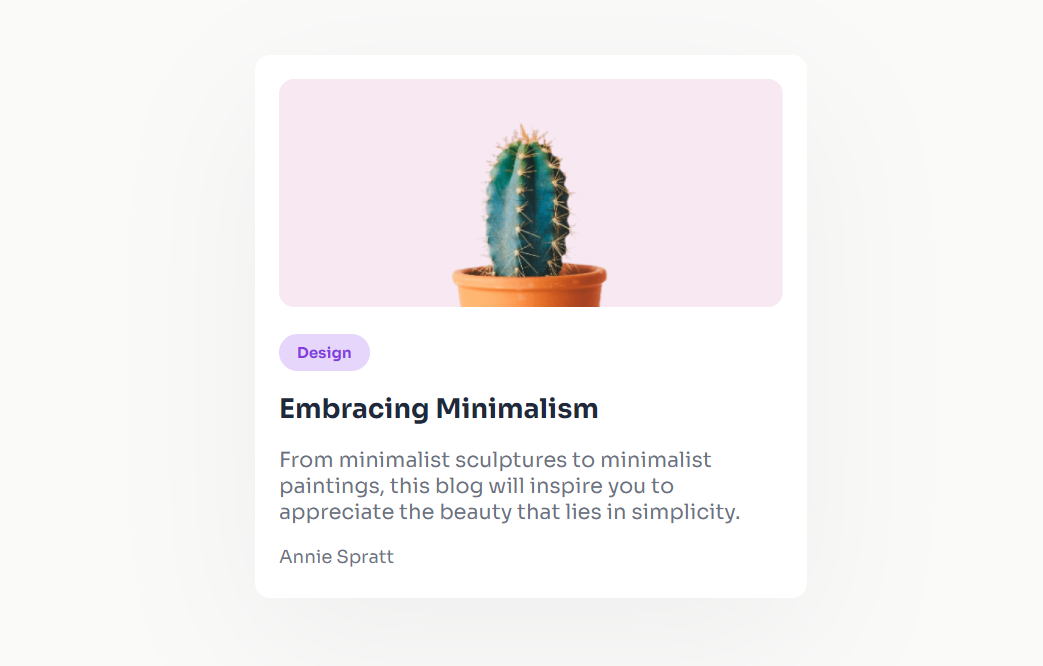 Design
Embracing Minimalism
From minimalist sculptures to minimalist
paintings, this blog will inspire you to
appreciate the beauty that lies in simplicity.
Annie Spratt